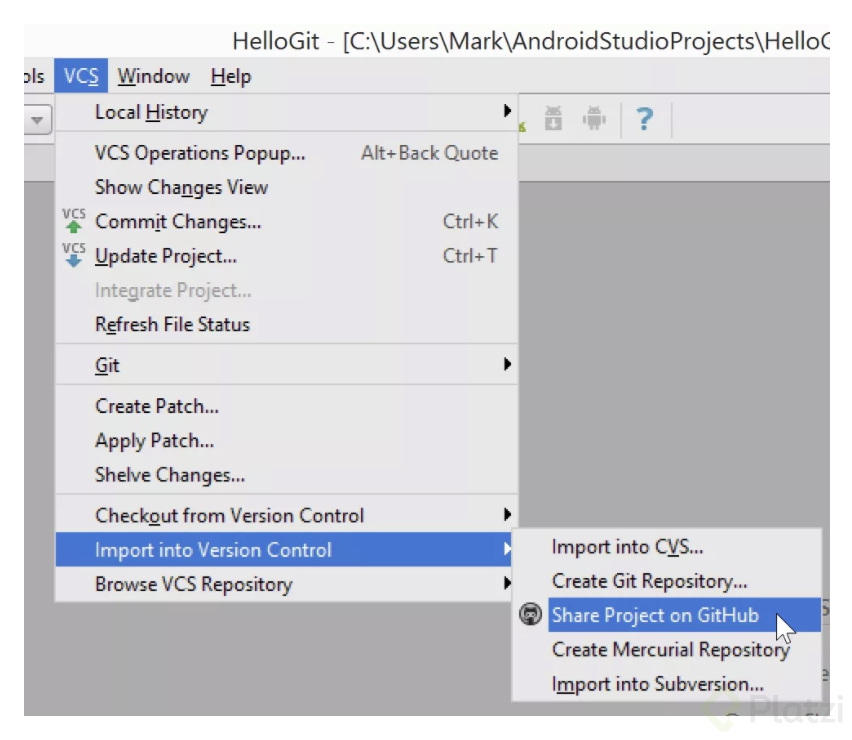 HelloGit - [C:\Users\Mark\AndroidStudioProjects\Hello
ols VCS Window Help
Local History
VCS Operations Popup... Alt+Back Quote
Show Changes View
VCS Commit Changes... Ctrl+K
VCS Update Project... Ctrl+T
Integrate Project...
Refresh File Status
Git
Create Patch...
Apply Patch...
Shelve Changes...
Checkout from Version Control
Import into Version Control
Browse VCS Repository
Import into CVS...
Create Git Repository...
Share Project on GitHub
Create Mercurial Repository
Import into Subversion...
Platzi